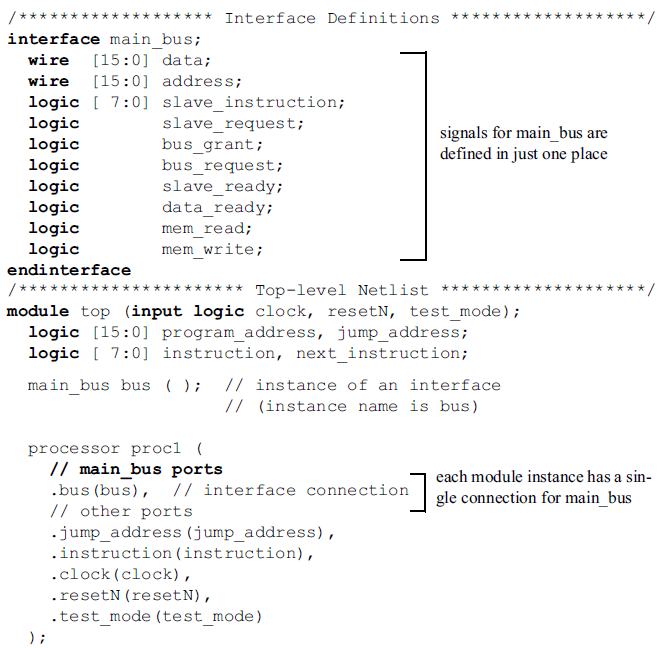 /******************* Interface Definitions *******************/
interface main_bus;
wire [15:0] data;
wire [15:0] address;
logic [ 7:0] slave_instruction;
logic slave_request;
logic bus_grant;
logic bus_request;
logic slave_ready;
logic data_ready;
logic mem_read;
logic mem_write;
endinterface
signals for main_bus are
defined in just one place
/********************** Top-level Netlist ********************/
module top (input logic clock, resetN, test_mode);
logic [15:0] program_address, jump_address;
logic [ 7:0] instruction, next_instruction;
main_bus bus ( ); // instance of an interface
// (instance name is bus)
processor proc1 (
// main_bus ports
.bus(bus), // interface connection
// other ports
.jump_address(jump_address),
.instruction(instruction),
.clock(clock),
.resetN(resetN),
.test_mode(test_mode)
);
each module instance has a sin-
gle connection for main_bus